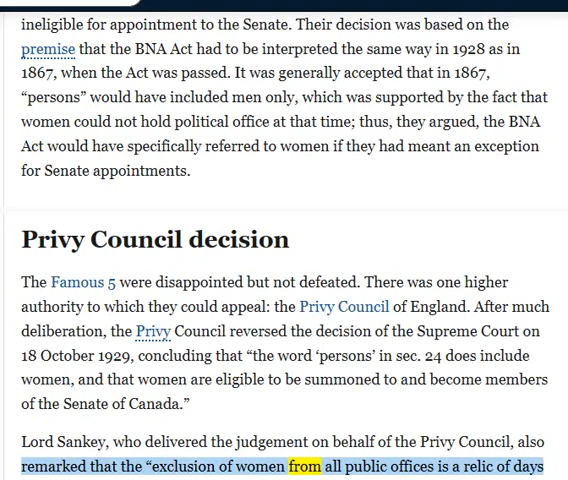 ineligible for appointment to the Senate. Their decision was based on the
premise that the BNA Act had to be interpreted the same way in 1928 as in
1867, when the Act was passed. It was generally accepted that in 1867,
“persons” would have included men only, which was supported by the fact that
women could not hold political office at that time; thus, they argued, the BNA
Act would have specifically referred to women if they had meant an exception
for Senate appointments.
Privy Council decision
The Famous 5 were disappointed but not defeated. There was one higher
authority to which they could appeal: the Privy Council of England. After much
deliberation, the Privy Council reversed the decision of the Supreme Court on
18 October 1929, concluding that “the word ‘persons’ in sec. 24 does include
women, and that women are eligible to be summoned to and become members
of the Senate of Canada.”
Lord Sankey, who delivered the judgement on behalf of the Privy Council, also
remarked that the “exclusion of women from all public offices is a relic of days